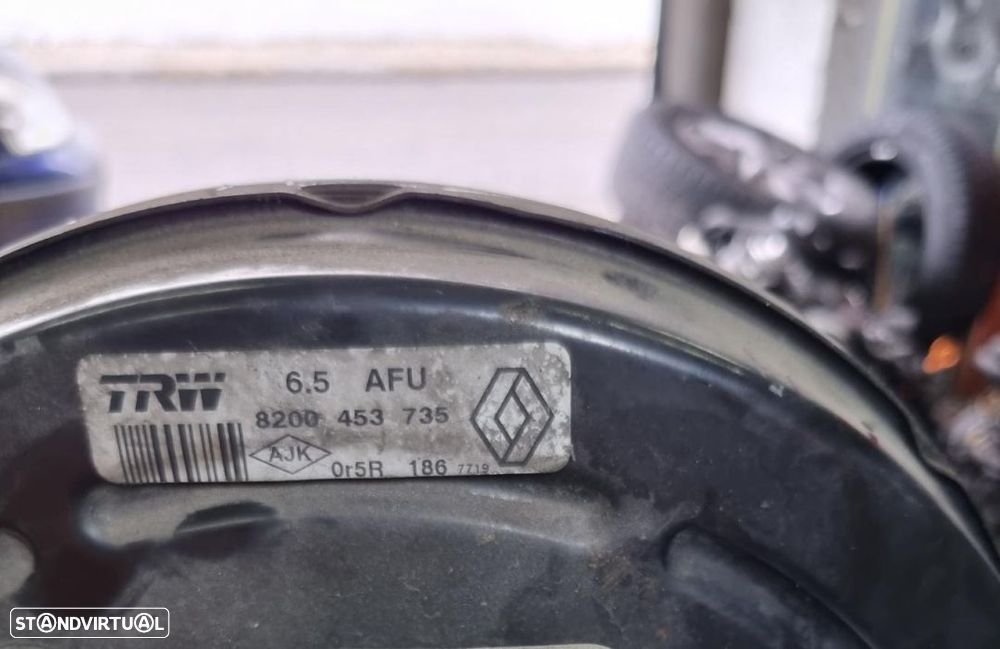 TRW 6.5 AFU
8200 453 735
AJK 0r5R 186 7719
STANDVIRTUAL